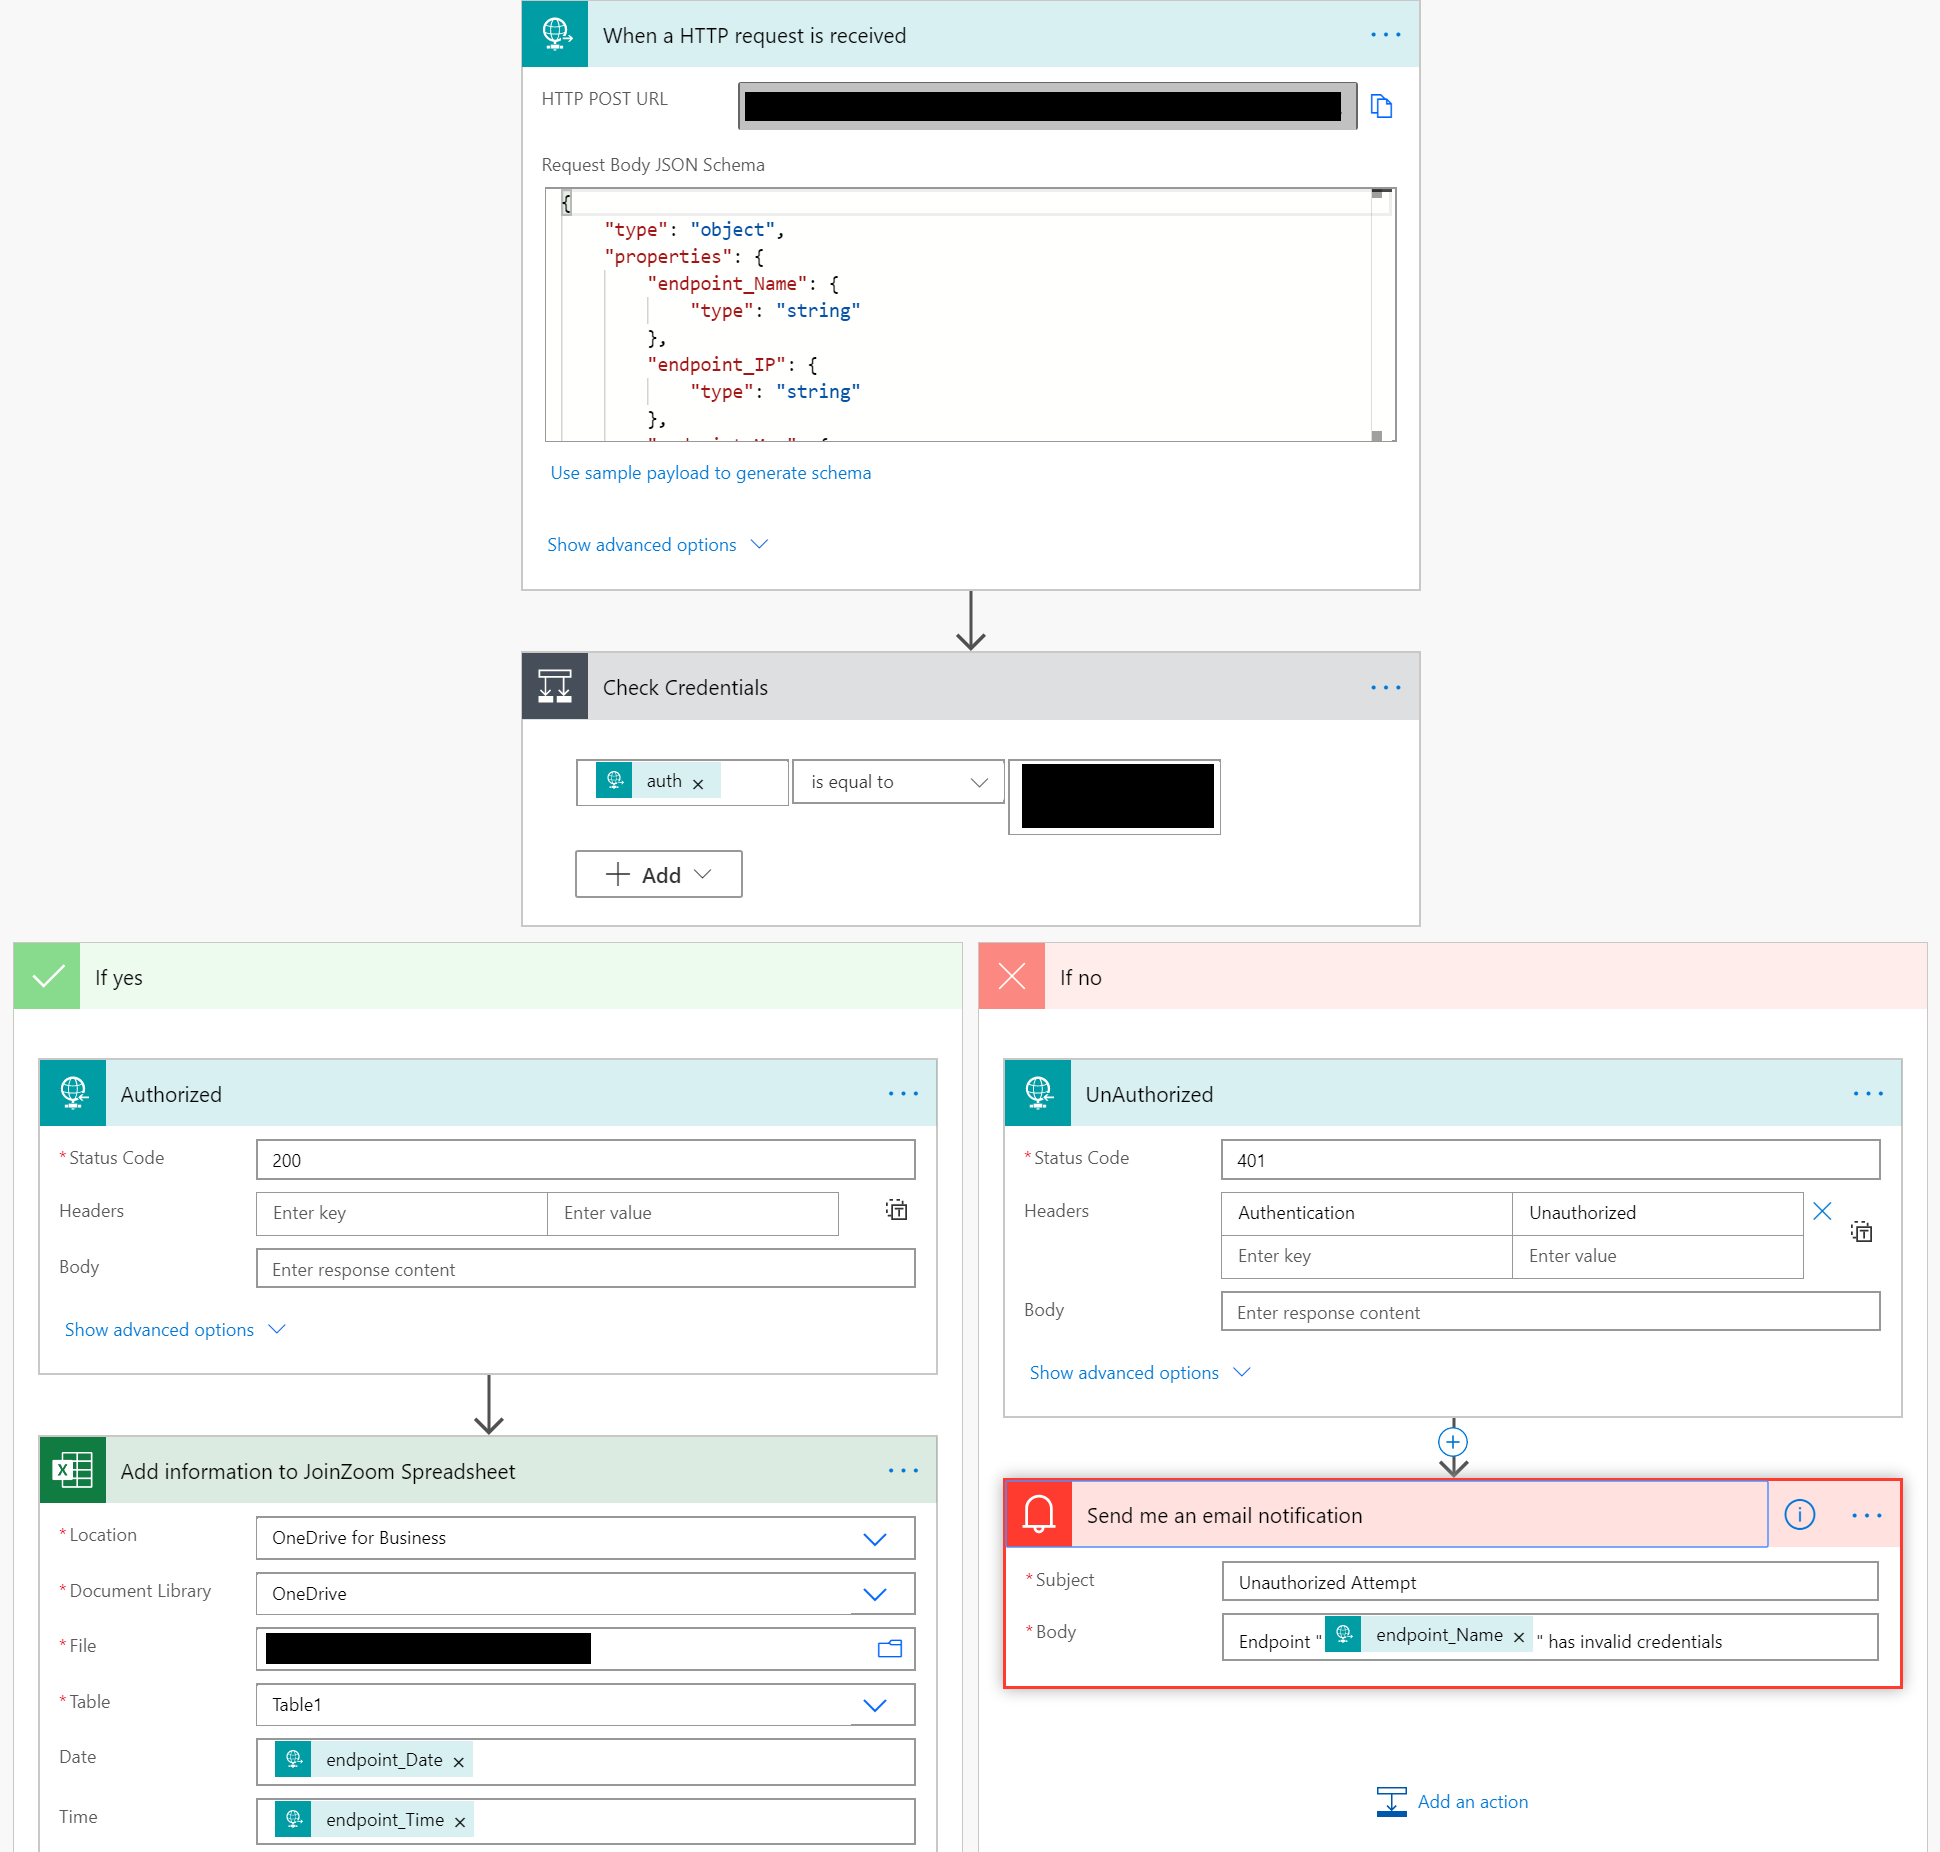 When a HTTP request is received
HTTP POST URL
Request Body JSON Schema
{
"type": "object",
"properties": {
"endpoint_Name": {
"type": "string"
},
"endpoint_IP": {
"type": "string"
},
Use sample payload to generate schema
Show advanced options
Check Credentials
auth × is equal to
+ Add
If yes
Authorized
* Status Code 200
Headers Enter key Enter value
Body Enter response content
Show advanced options
Add information to JoinZoom Spreadsheet
* Location OneDrive for Business
* Document Library OneDrive
* File
* Table Table1
Date endpoint_Date ×
Time endpoint_Time ×
If no
UnAuthorized
* Status Code 401
Headers Authentication Unauthorized
Enter key Enter value
Body Enter response content
Show advanced options
Send me an email notification
* Subject Unauthorized Attempt
* Body Endpoint " endpoint_Name × " has invalid credentials
Add an action